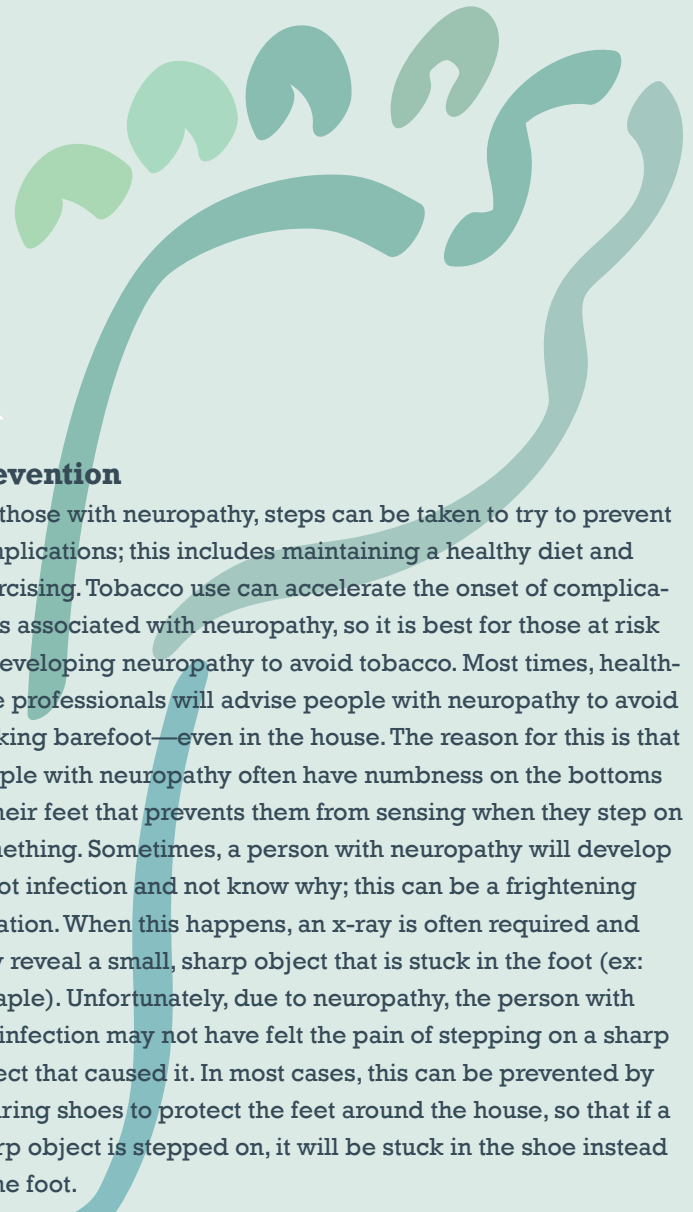 evention
those with neuropathy, steps can be taken to try to prevent
nplications; this includes maintaining a healthy diet and
rcising. Tobacco use can accelerate the onset of complica-
s associated with neuropathy, so it is best for those at risk
developing neuropathy to avoid tobacco. Most times, health-
e professionals will advise people with neuropathy to avoid
king barefoot—even in the house. The reason for this is that
ple with neuropathy often have numbness on the bottoms
heir feet that prevents them from sensing when they step on
nething. Sometimes, a person with neuropathy will develop
ot infection and not know why; this can be a frightening
ation. When this happens, an x-ray is often required and
y reveal a small, sharp object that is stuck in the foot (ex:
aple). Unfortunately, due to neuropathy, the person with
infection may not have felt the pain of stepping on a sharp
ect that caused it. In most cases, this can be prevented by
aring shoes to protect the feet around the house, so that if a
rp object is stepped on, it will be stuck in the shoe instead
he foot.